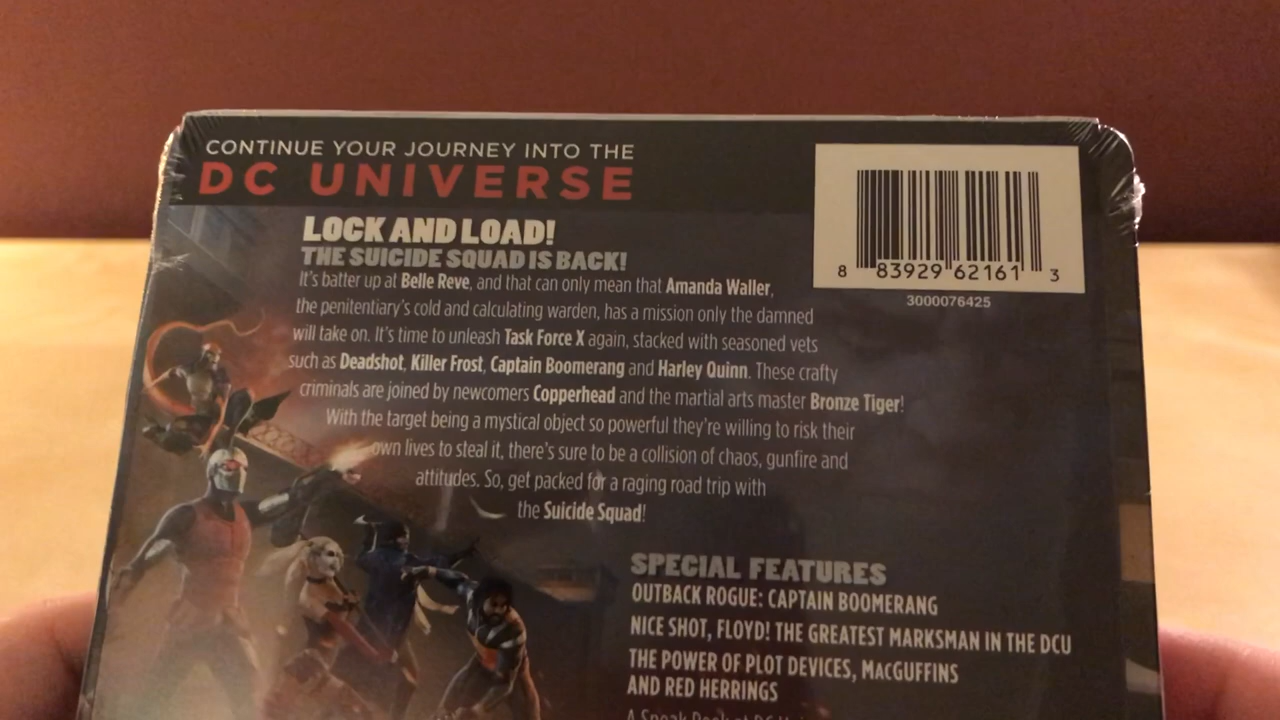 CONTINUE YOUR JOURNEY INTO THE
DC UNIVERSE
LOCK AND LOAD!
THE SUICIDE SQUAD IS BACK!
It's batter up at Belle Reve, and that can only mean that Amanda Waller,
the penitentiary's cold and calculating warden, has a mission only the damned
will take on. It's time to unleash Task Force X again, stacked with seasoned vets
such as Deadshot, Killer Frost, Captain Boomerang and Harley Quinn. These crafty
criminals are joined by newcomers Copperhead and the martial arts master Bronze Tiger!
With the target being a mystical object so powerful they're willing to risk their
own lives to steal it, there's sure to be a collision of chaos, gunfire and
attitudes. So, get packed for a raging road trip with
the Suicide Squad!
8 83929 62161 3
3000076425
SPECIAL FEATURES
OUTBACK ROGUE: CAPTAIN BOOMERANG
NICE SHOT, FLOYD! THE GREATEST MARKSMAN IN THE DCU
THE POWER OF PLOT DEVICES, MACGUFFINS
AND RED HERRINGS
A Sneak Peek at DC